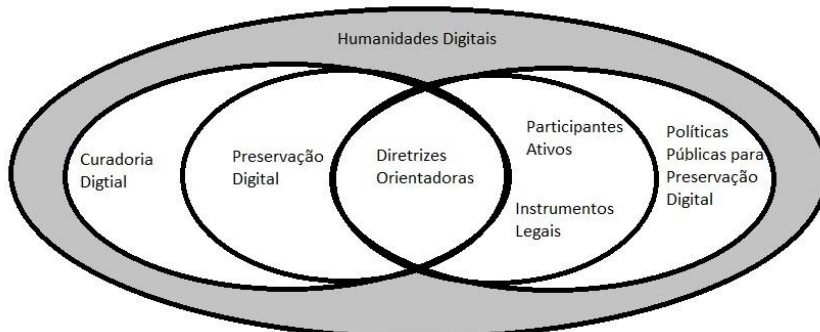 Humanidades Digitais
Curadoria
Digtial
Preservação
Digital
Diretrizes
Orientadoras
Participantes
Ativos
Instrumentos
Legais
Políticas
Públicas para
Preservação
Digital